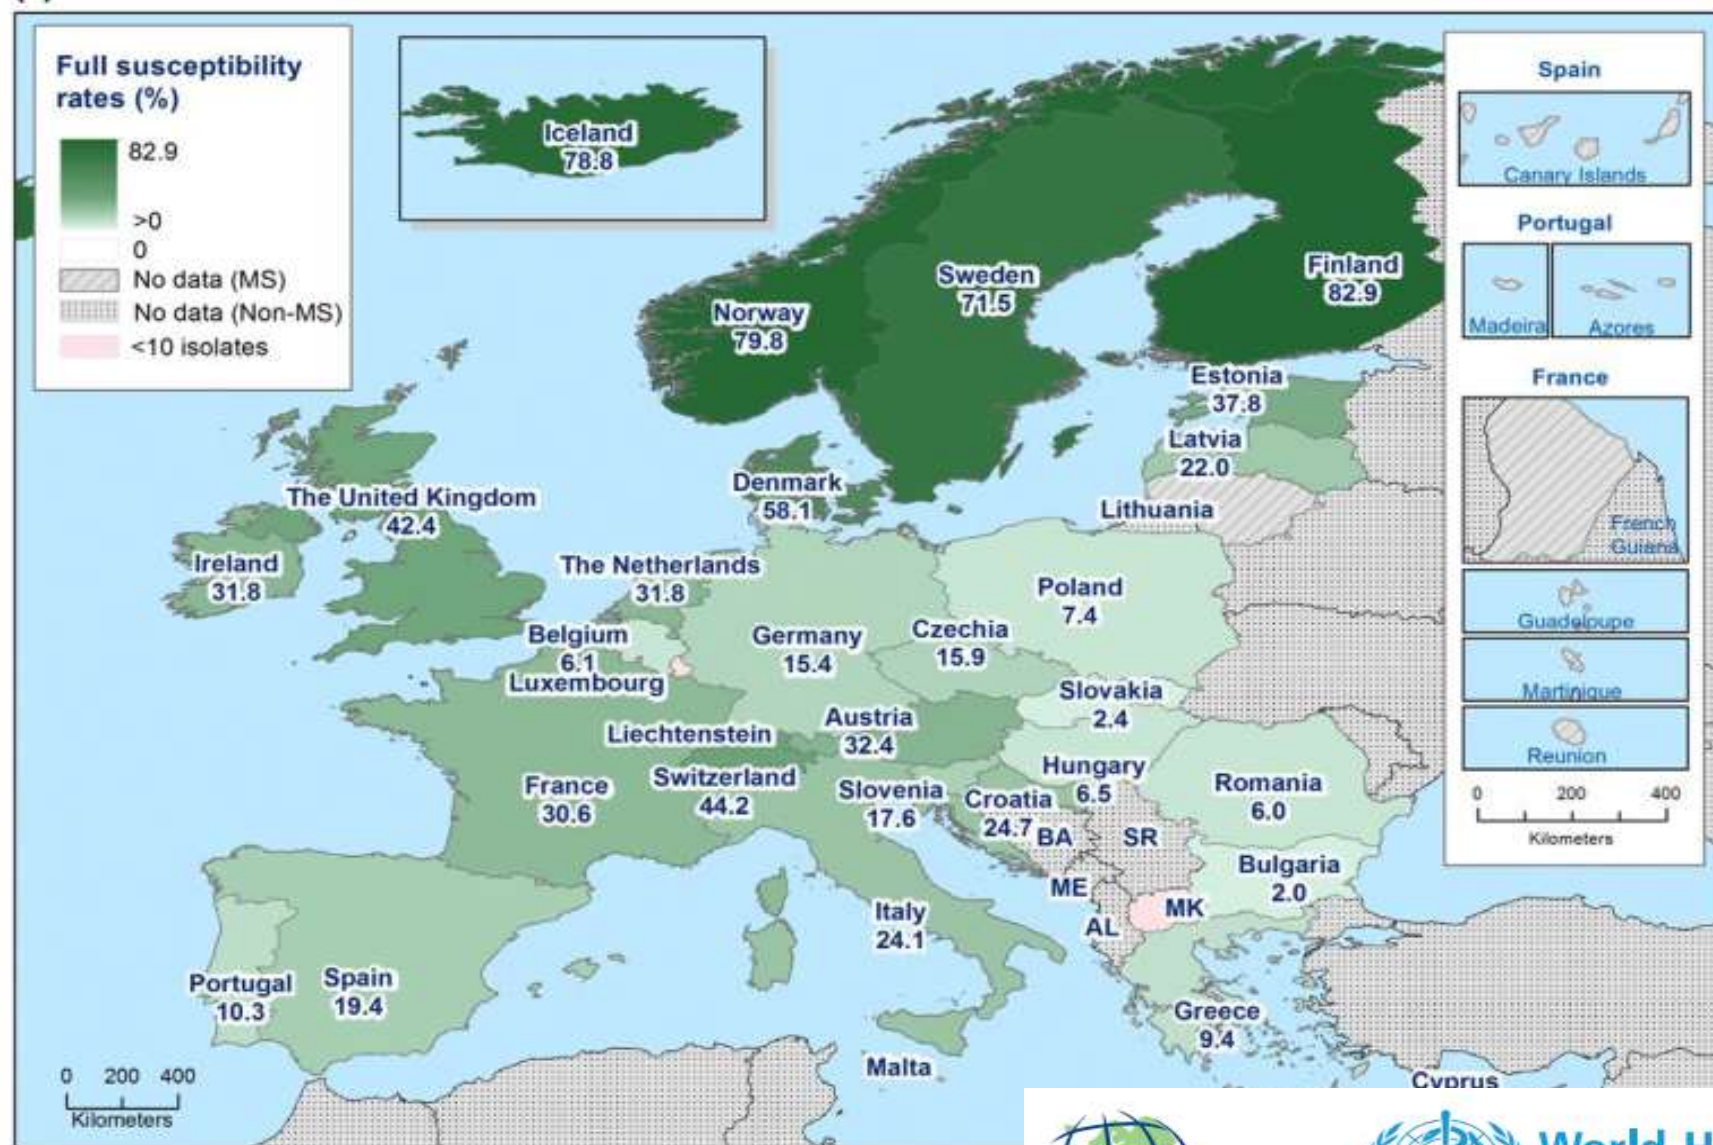 Full susceptibility
rates (%)
82.9
>0
0
No data (MS)
No data (Non-MS)
<10 isolates
Iceland
78.8
Norway
79.8
Sweden
71.5
Finland
82.9
Estonia
37.8
Latvia
22.0
Lithuania
Denmark
58.1
The United Kingdom
42.4
Ireland
31.8
The Netherlands
31.8
Belgium
6.1
Luxembourg
Germany
15.4
Czechia
15.9
Poland
7.4
Slovakia
2.4
Austria
32.4
Liechtenstein
Switzerland
44.2
France
30.6
Hungary
6.5
Slovenia
17.6
Croatia
24.7
BA
SR
Romania
6.0
Bulgaria
2.0
ME
MK
AL
Italy
24.1
Portugal
10.3
Spain
19.4
Greece
9.4
Malta
Cyprus
0 200 400
Kilometers
Spain
Canary Islands
Portugal
Madeira
Azores
France
French
Guiana
Guadeloupe
Martinique
Reunion
0 200 400
Kilometers
World